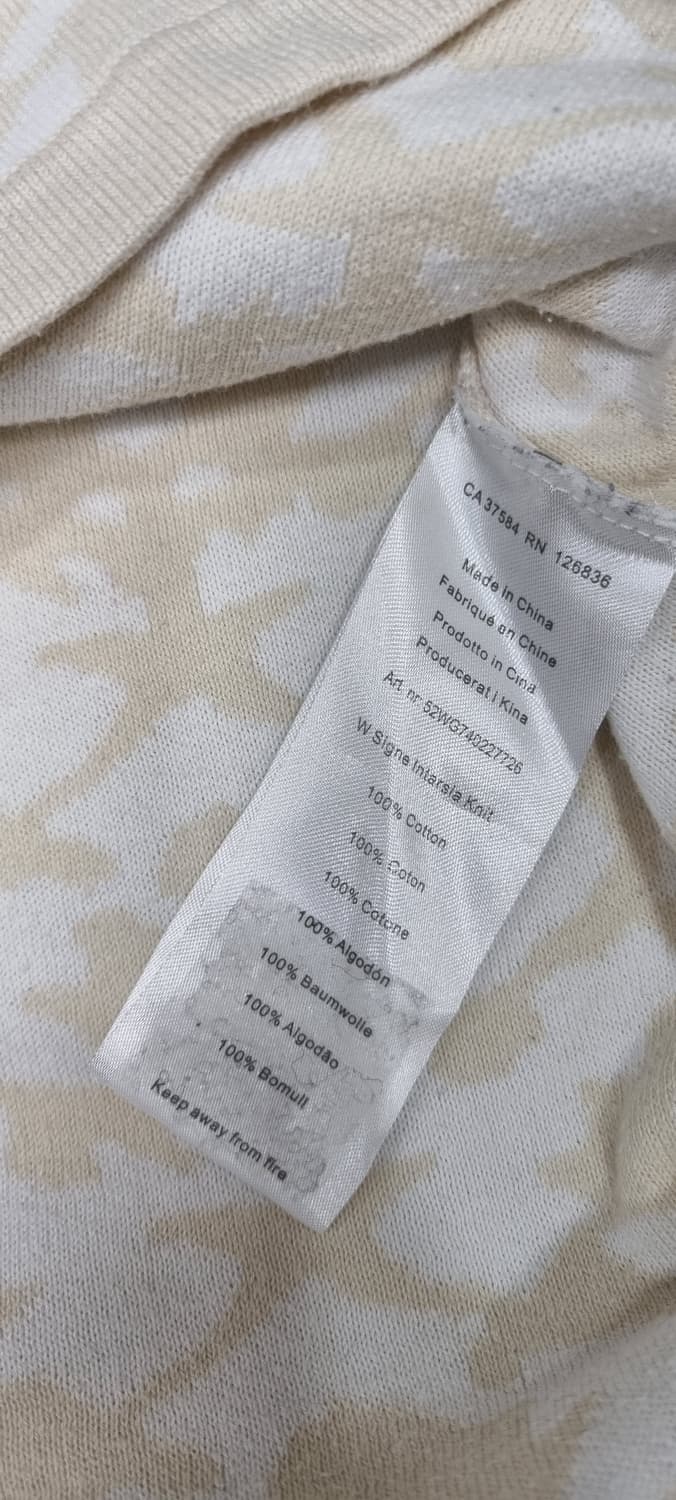 CA 37584 RN 126836
Made in China
Fabriqué en Chine
Prodotto in Cina
Producerat i Kina
Art. nr 52WG740227726
W Signe Intarsia Knit
100% Cotton
100% Coton
100% Cotone
100% Algodón
100% Baumwolle
100% Algodão
100% Bomull
Keep away from fire